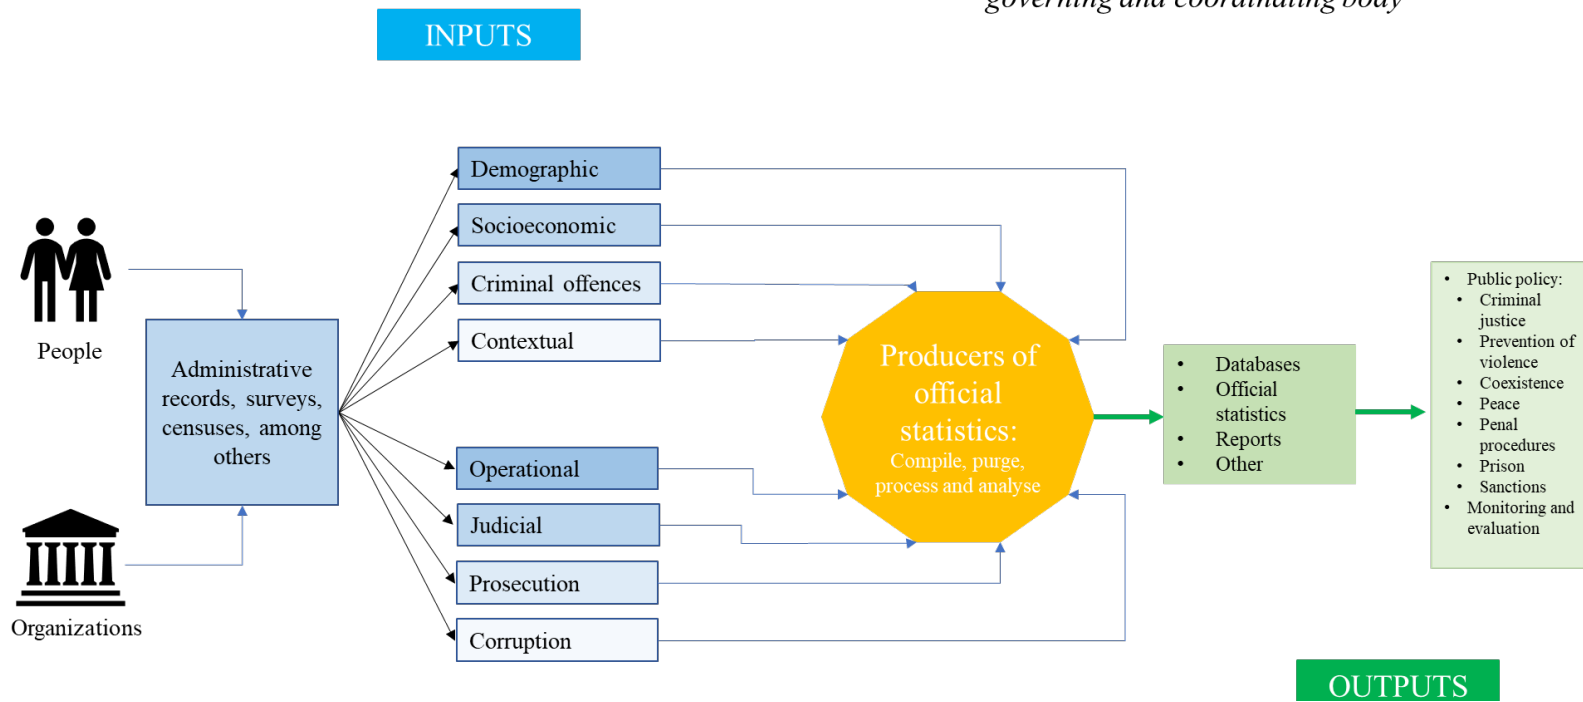 governing and coordinating body
INPUTS
People
Organizations
Administrative
records, surveys,
censuses, among
others
Demographic
Socioeconomic
Criminal offences
Contextual
Operational
Judicial
Prosecution
Corruption
Producers of
official
statistics:
Compile, purge,
process and analyse
• Databases
• Official
statistics
• Reports
• Other
• Public policy:
• Criminal
justice
• Prevention of
violence
• Coexistence
• Peace
• Penal
procedures
• Prison
• Sanctions
• Monitoring and
evaluation
OUTPUTS